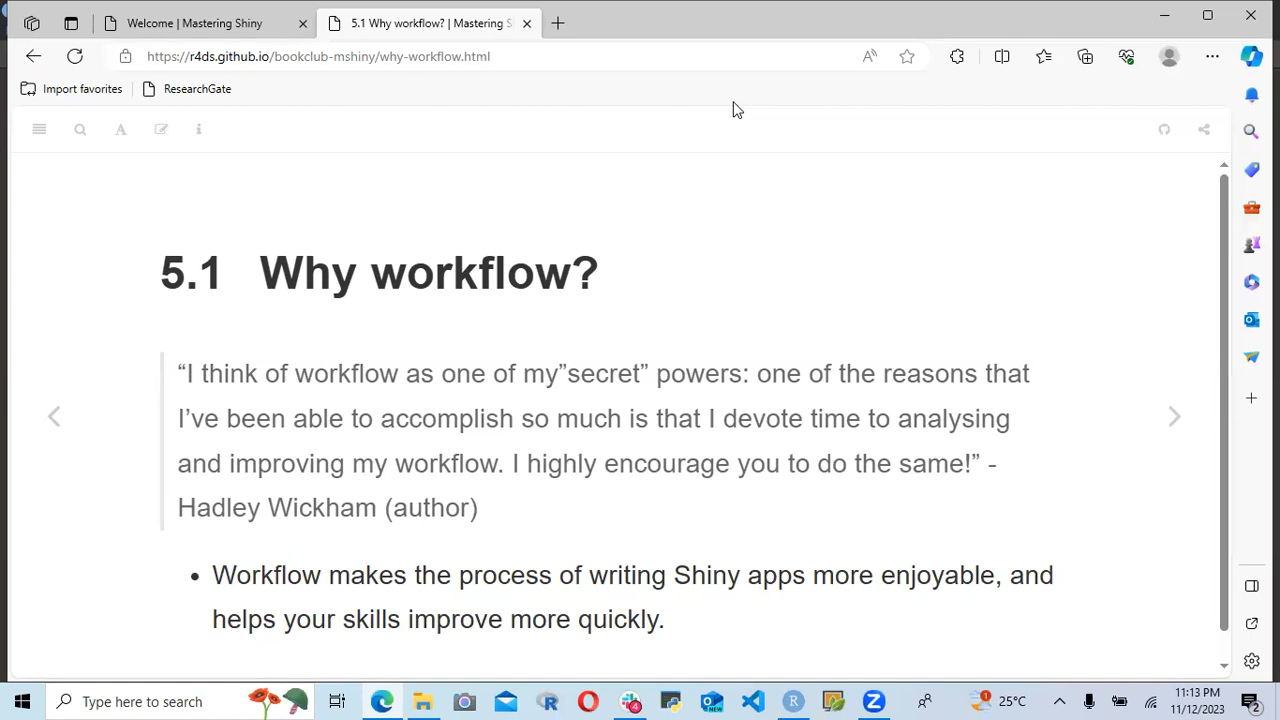 Welcome | Mastering Shiny
5.1 Why workflow? | Mastering S
https://r4ds.github.io/bookclub-mshiny/why-workflow.html
Import favorites
ResearchGate
5.1 Why workflow?
“I think of workflow as one of my”secret” powers: one of the reasons that
I’ve been able to accomplish so much is that I devote time to analysing
and improving my workflow. I highly encourage you to do the same!” -
Hadley Wickham (author)
• Workflow makes the process of writing Shiny apps more enjoyable, and
helps your skills improve more quickly.
Type here to search
4
NEW
1
25°C
11:13 PM
11/12/2023
2